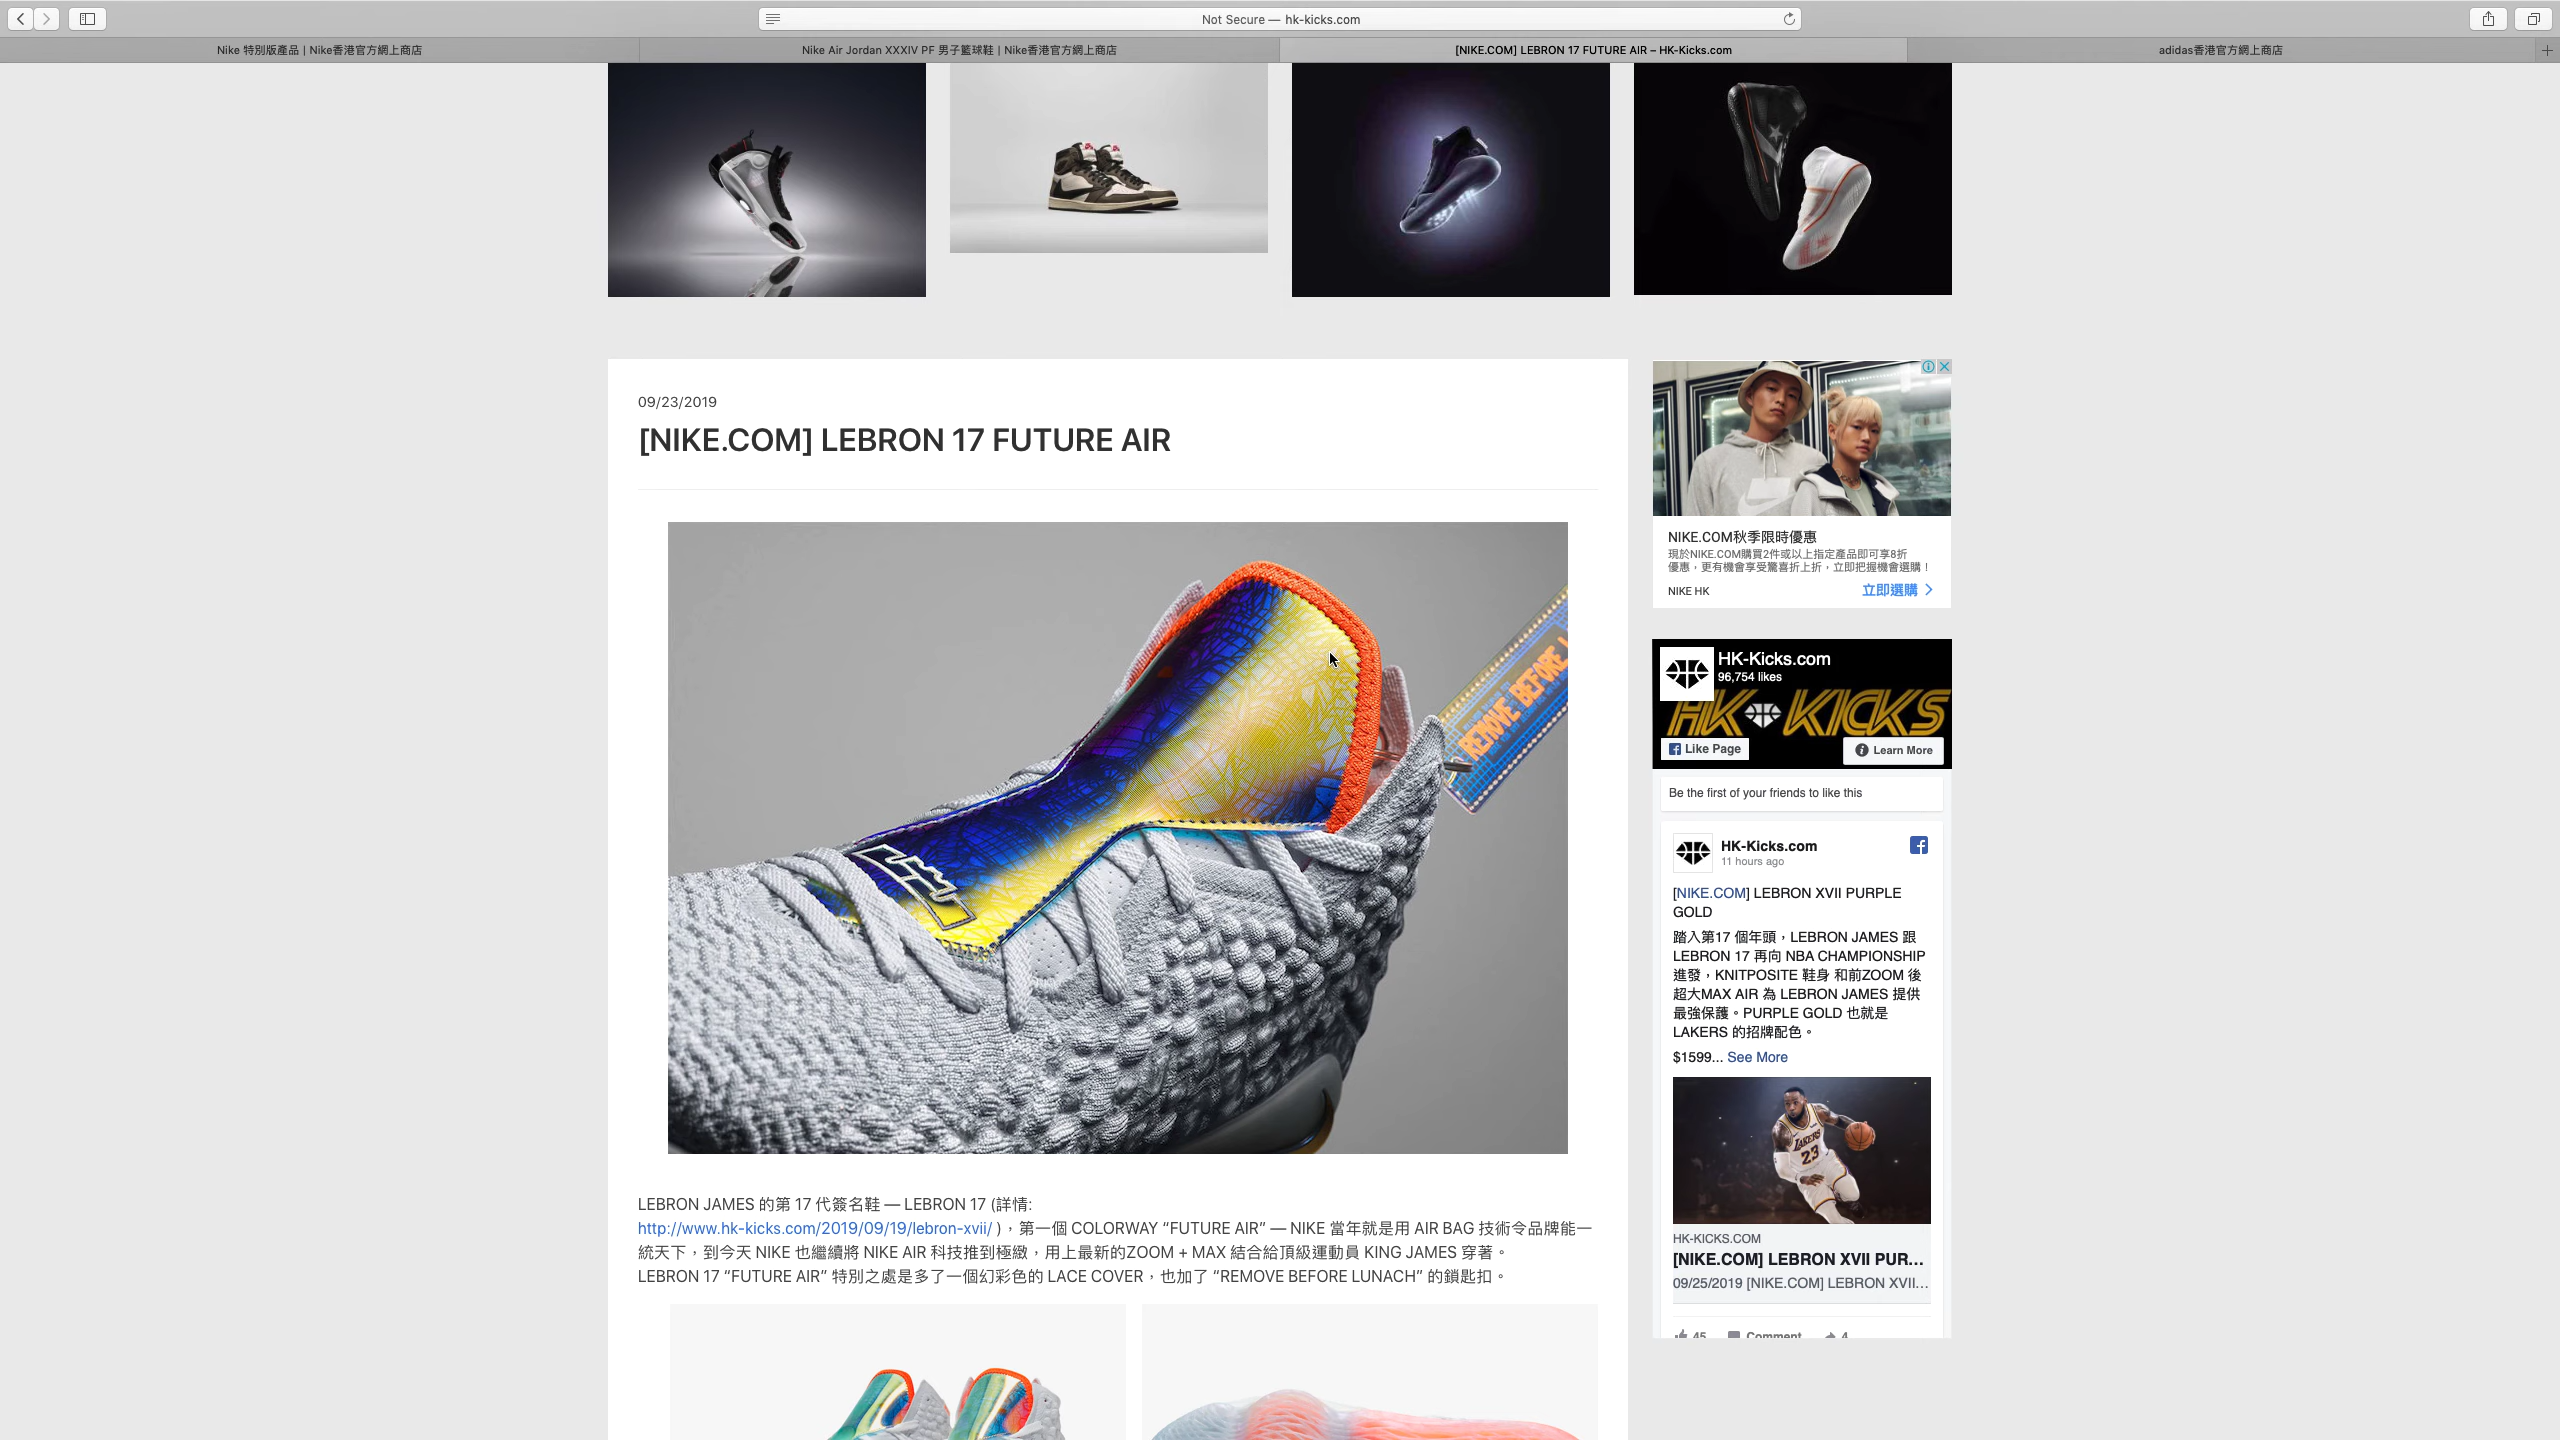 Not Secure — hk-kicks.com
Nike 特別版產品 | Nike香港官方網上商店
Nike Air Jordan XXXIV PF 男子籃球鞋 | Nike香港官方網上商店
[NIKE.COM] LEBRON 17 FUTURE AIR – HK-Kicks.com
adidas香港官方網上商店
09/23/2019
[NIKE.COM] LEBRON 17 FUTURE AIR
REMOVE BEFORE
LEBRON JAMES 的第 17 代簽名鞋 — LEBRON 17 (詳情:
http://www.hk-kicks.com/2019/09/19/lebron-xvii/ )，第一個 COLORWAY “FUTURE AIR” — NIKE 當年就是用 AIR BAG 技術令品牌能一
統天下，到今天 NIKE 也繼續將 NIKE AIR 科技推到極緻，用上最新的ZOOM + MAX 結合給頂級運動員 KING JAMES 穿著。
LEBRON 17 “FUTURE AIR” 特別之處是多了一個幻彩色的 LACE COVER，也加了 “REMOVE BEFORE LUNACH” 的鎖匙扣。
NIKE.COM秋季限時優惠
現於NIKE.COM購買2件或以上指定產品即可享8折
優惠，更有機會享受驚喜折上折，立即把握機會選購！
NIKE HK
立即選購
HK-Kicks.com
96,754 likes
HK KICKS
Like Page
Learn More
Be the first of your friends to like this
HK-Kicks.com
11 hours ago
[NIKE.COM] LEBRON XVII PURPLE
GOLD
踏入第17 個年頭，LEBRON JAMES 跟
LEBRON 17 再向 NBA CHAMPIONSHIP
進發，KNITPOSITE 鞋身 和前ZOOM 後
超大MAX AIR 為 LEBRON JAMES 提供
最強保護。PURPLE GOLD 也就是
LAKERS 的招牌配色。
$1599... See More
LAKERS
23
HK-KICKS.COM
[NIKE.COM] LEBRON XVII PUR...
09/25/2019 [NIKE.COM] LEBRON XVII...
45
Comment
4